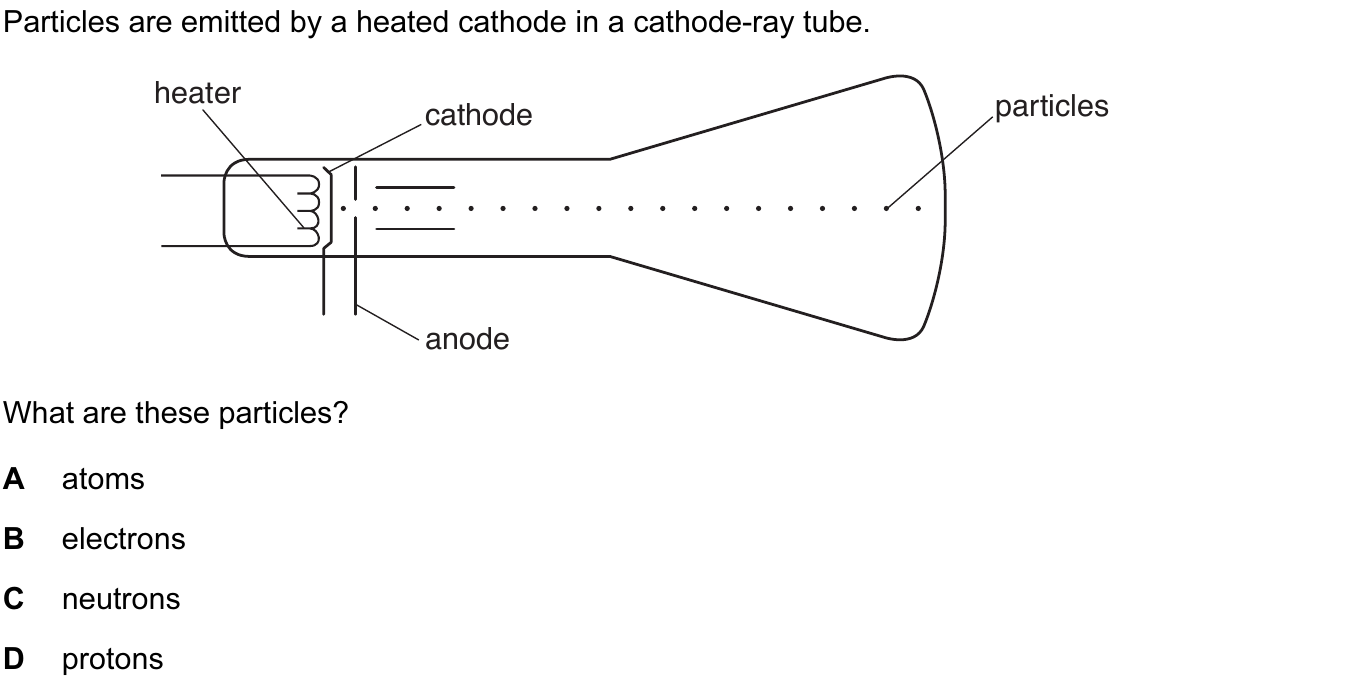 Particles are emitted by a heated cathode in a cathode-ray tube.
heater
cathode
particles
anode
What are these particles?
A atoms
B electrons
C neutrons
D protons